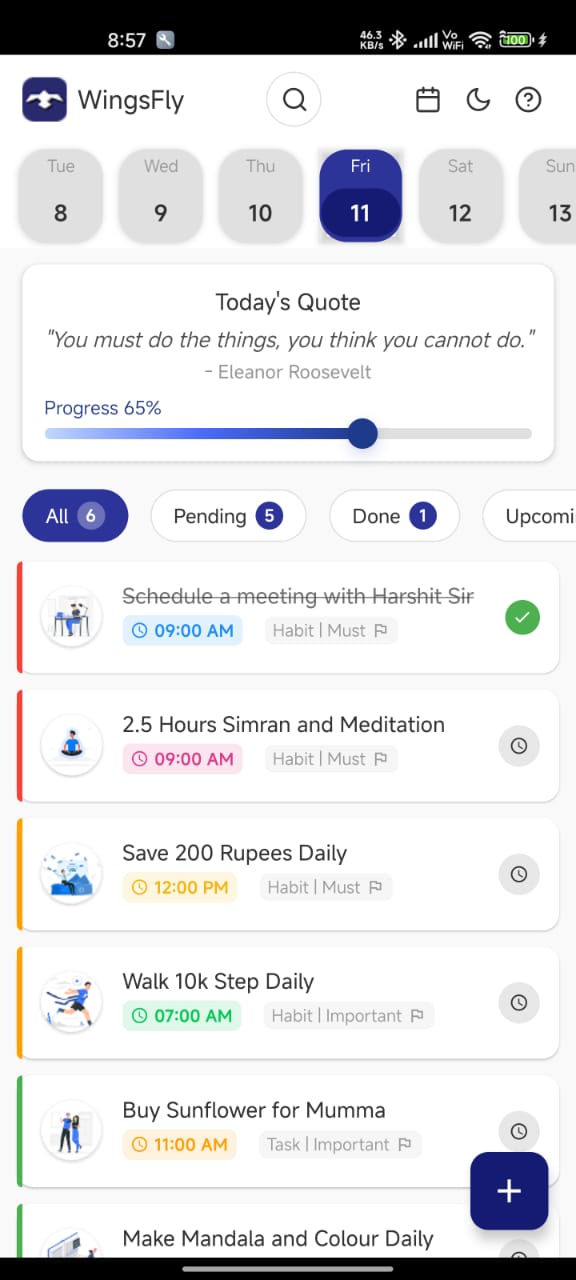 8:57
46.3 KB/s Vo WiFi 100
WingsFly
Tue Wed Thu Fri Sat Sun
8 9 10 11 12 13
Today's Quote
"You must do the things, you think you cannot do."
- Eleanor Roosevelt
Progress 65%
All 6 Pending 5 Done 1 Upcomi
Schedule a meeting with Harshit Sir
09:00 AM Habit | Must
2.5 Hours Simran and Meditation
09:00 AM Habit | Must
Save 200 Rupees Daily
12:00 PM Habit | Must
Walk 10k Step Daily
07:00 AM Habit | Important
Buy Sunflower for Mumma
11:00 AM Task | Important
Make Mandala and Colour Daily